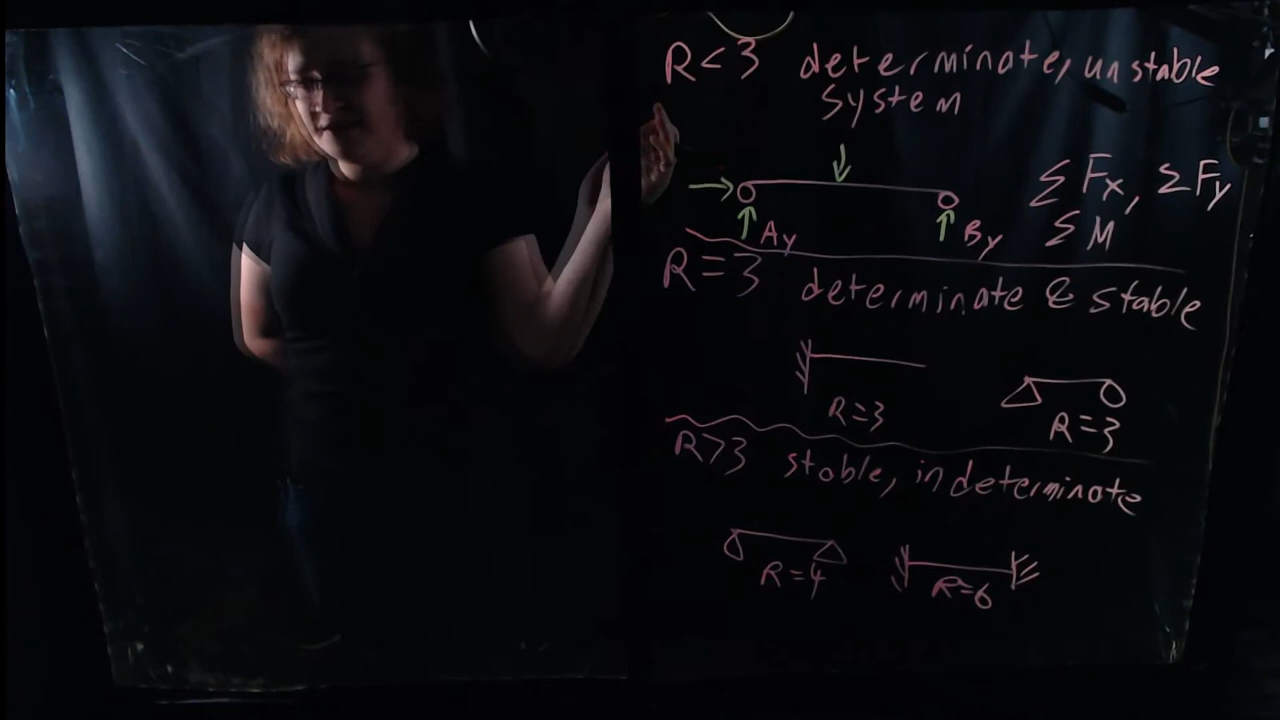 R<3 determinate, unstable
system
ΣFx, ΣFy
ΣM
Ay By
R=3 determinate & stable
R=3 R=3
R>3 stable, indeterminate
R=4 R=6